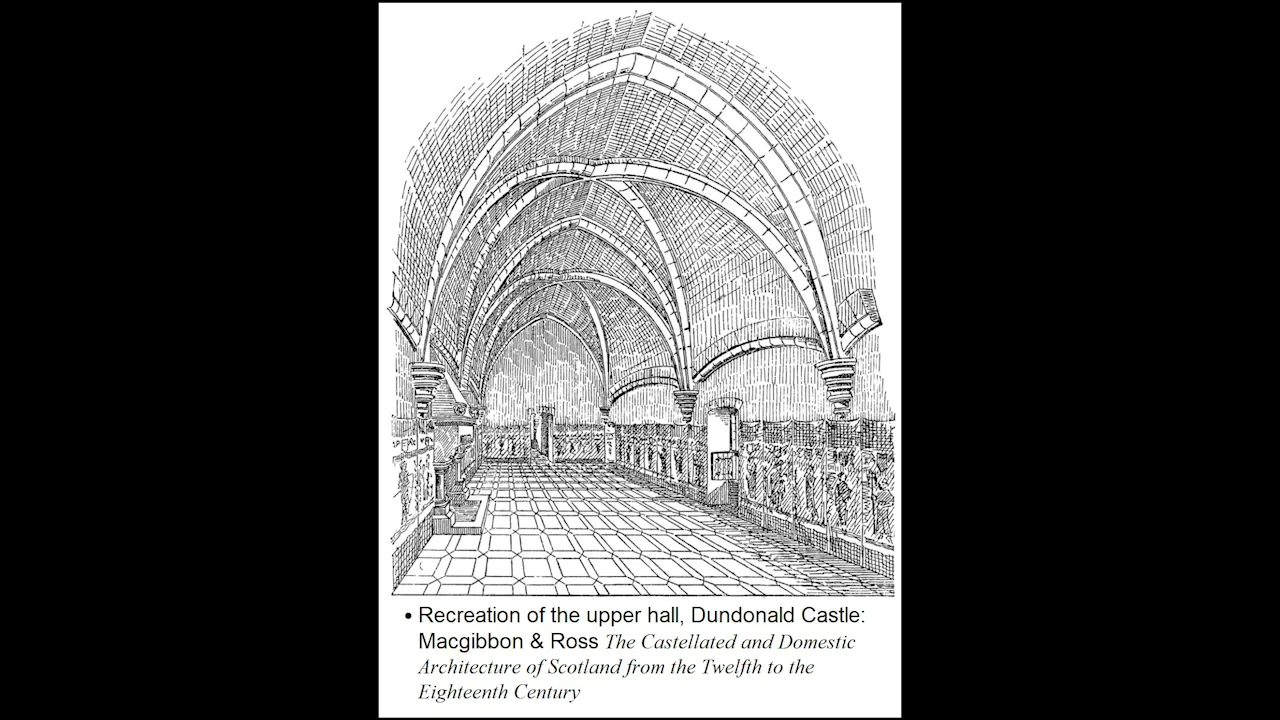 • Recreation of the upper hall, Dundonald Castle:
Macgibbon & Ross The Castellated and Domestic
Architecture of Scotland from the Twelfth to the
Eighteenth Century